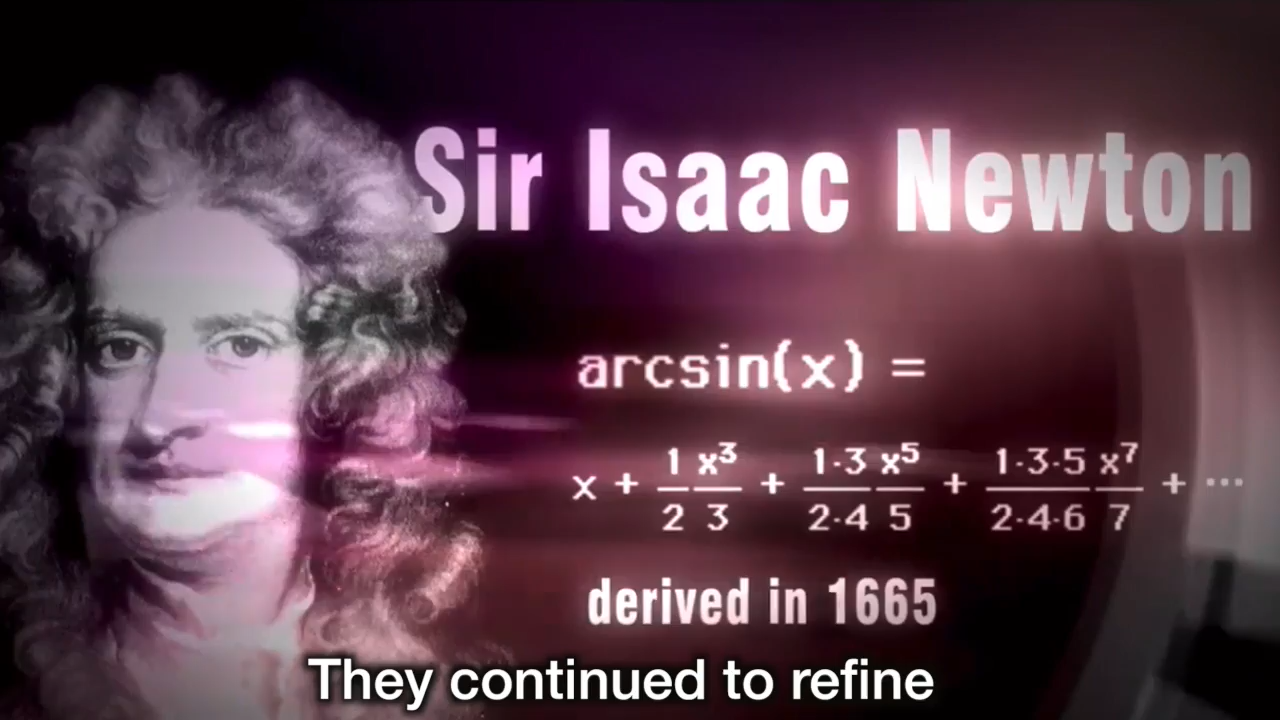 Sir Isaac Newton
arcsin(x) =
x + 1/2 x³/3 + 1·3/2·4 x⁵/5 + 1·3·5/2·4·6 x⁷/7 + ···
derived in 1665
They continued to refine